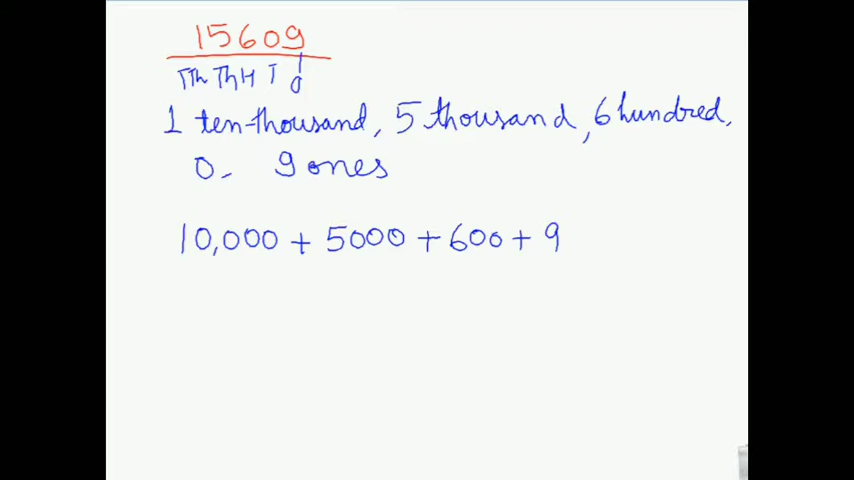 15609
TTh Th H T O
1 ten-thousand, 5 thousand, 6 hundred,
0, 9 ones
10,000 + 5000 + 600 + 9